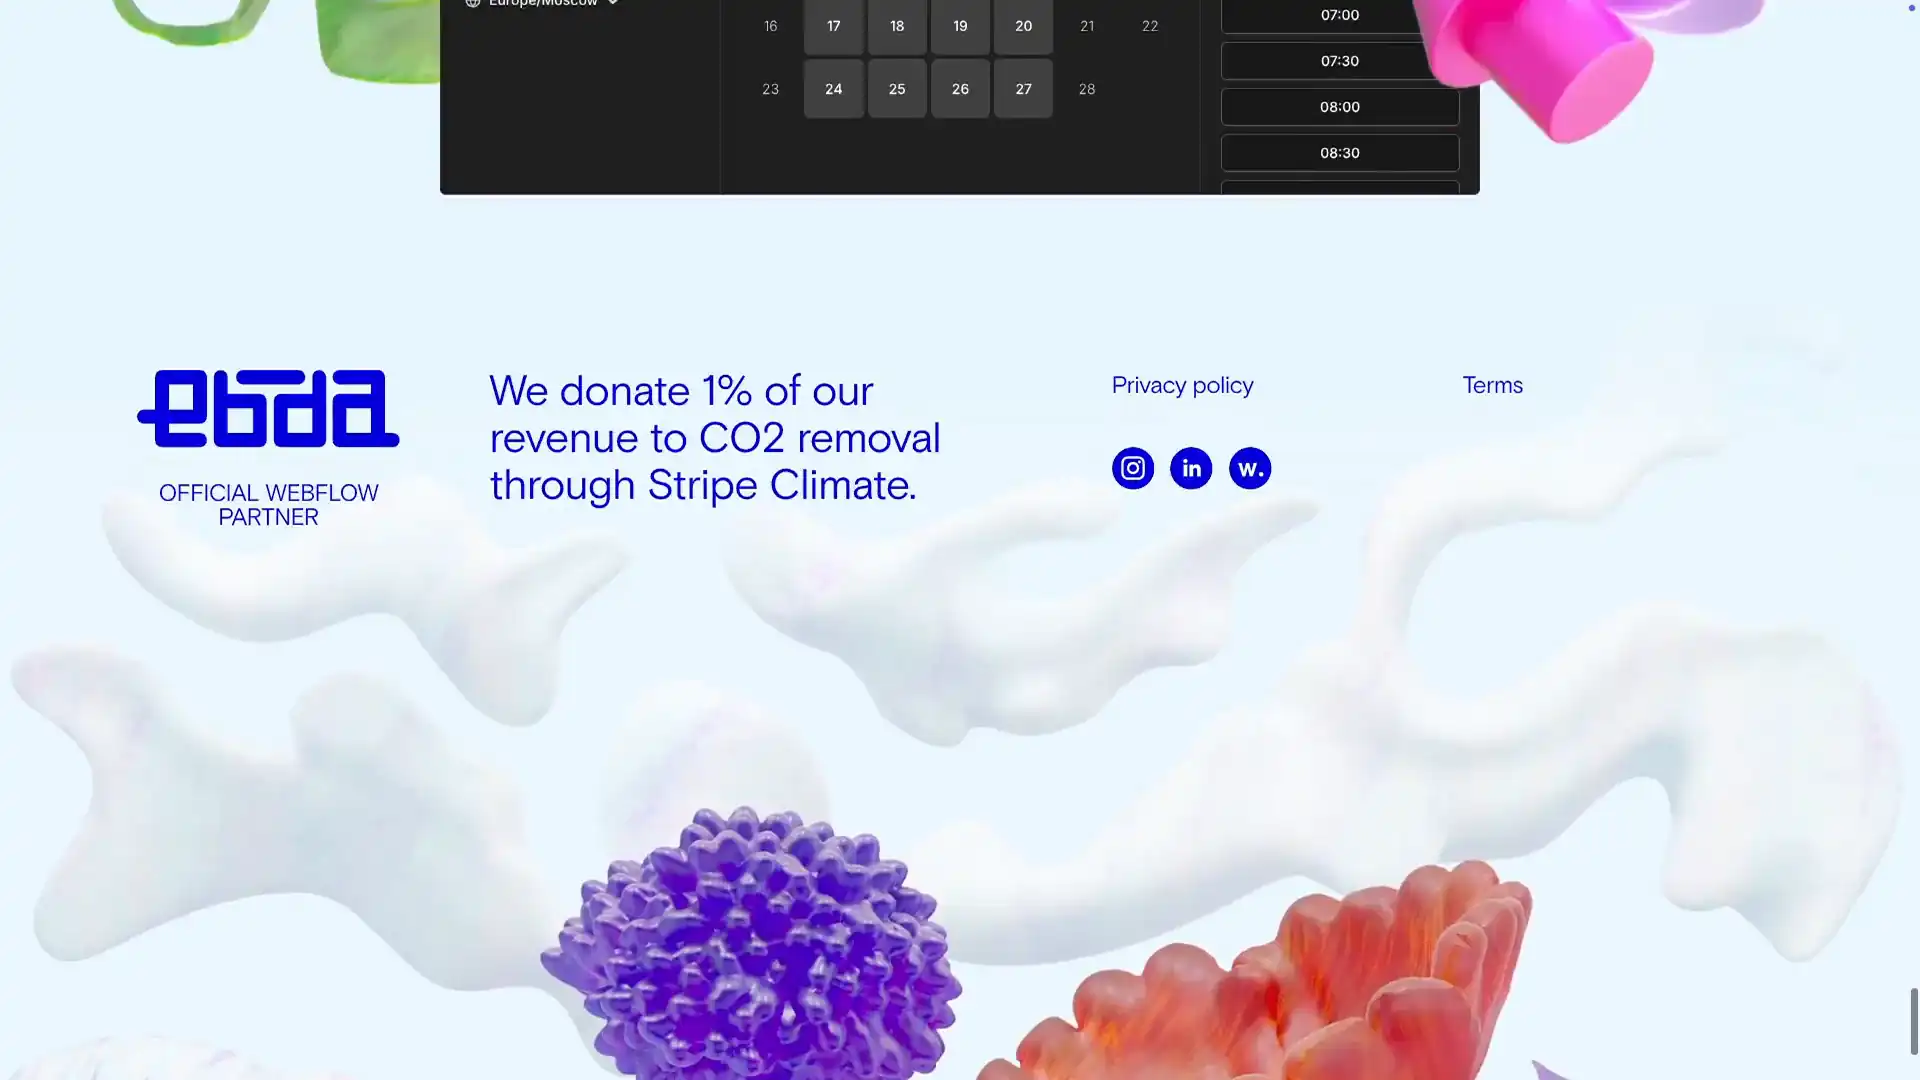 Europe/Moscow
16 17 18 19 20 21 22
23 24 25 26 27 28
07:00
07:30
08:00
08:30
ebda
OFFICIAL WEBFLOW
PARTNER
We donate 1% of our
revenue to CO2 removal
through Stripe Climate.
Privacy policy
in
w.
Terms